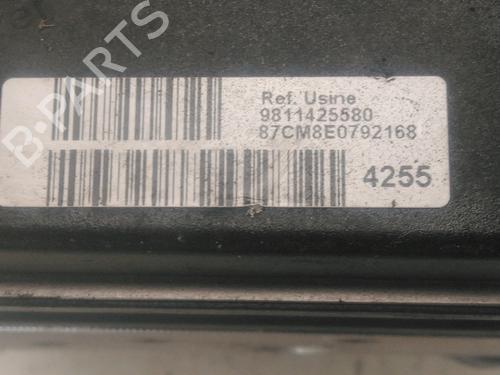 B-PARTS
Ref. Usine
9811425580
87CM8E0792168
4255